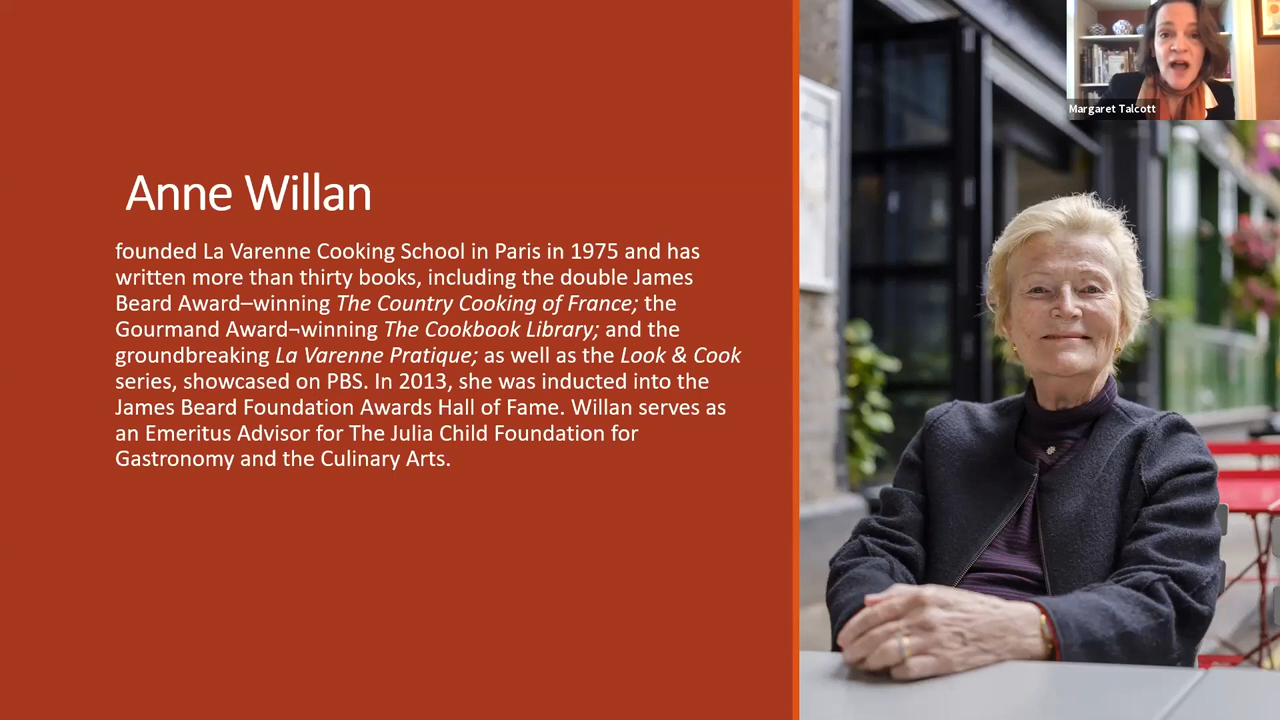 Margaret Talcott
Anne Willan
founded La Varenne Cooking School in Paris in 1975 and has
written more than thirty books, including the double James
Beard Award–winning The Country Cooking of France; the
Gourmand Award¬winning The Cookbook Library; and the
groundbreaking La Varenne Pratique; as well as the Look & Cook
series, showcased on PBS. In 2013, she was inducted into the
James Beard Foundation Awards Hall of Fame. Willan serves as
an Emeritus Advisor for The Julia Child Foundation for
Gastronomy and the Culinary Arts.